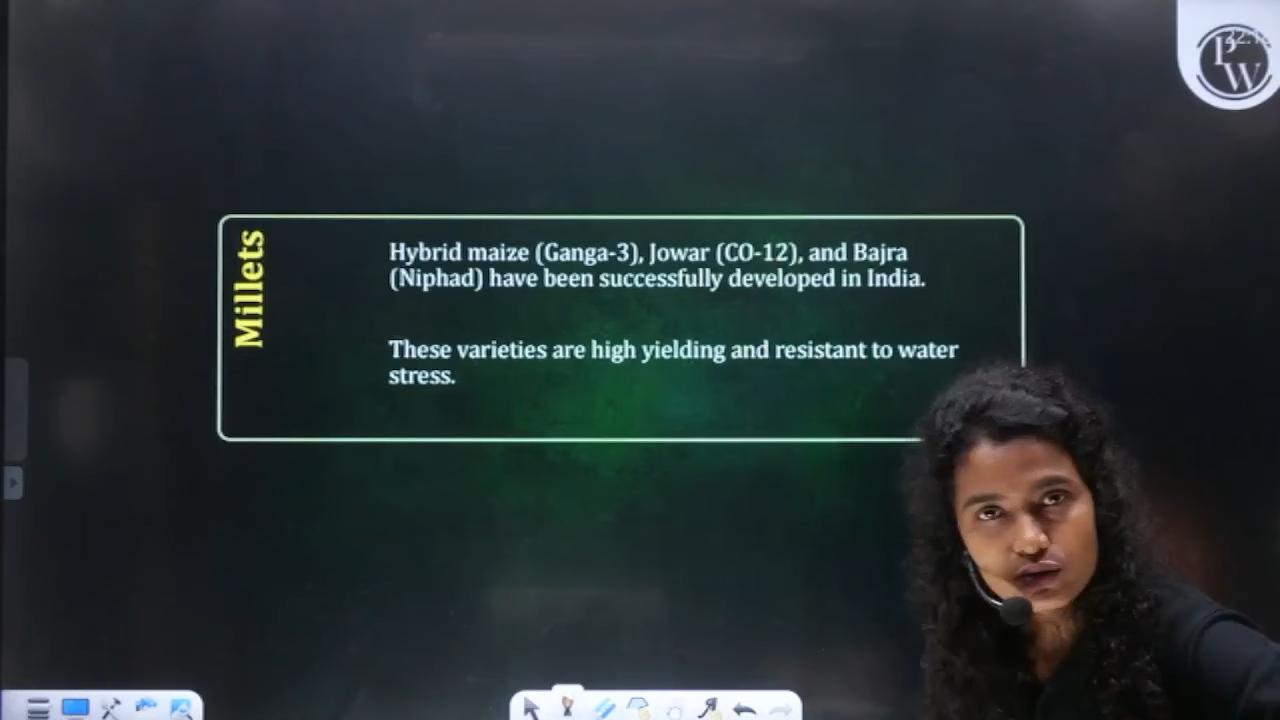 Millets
Hybrid maize (Ganga-3), Jowar (CO-12), and Bajra
(Niphad) have been successfully developed in India.
These varieties are high yielding and resistant to water
stress.
PW